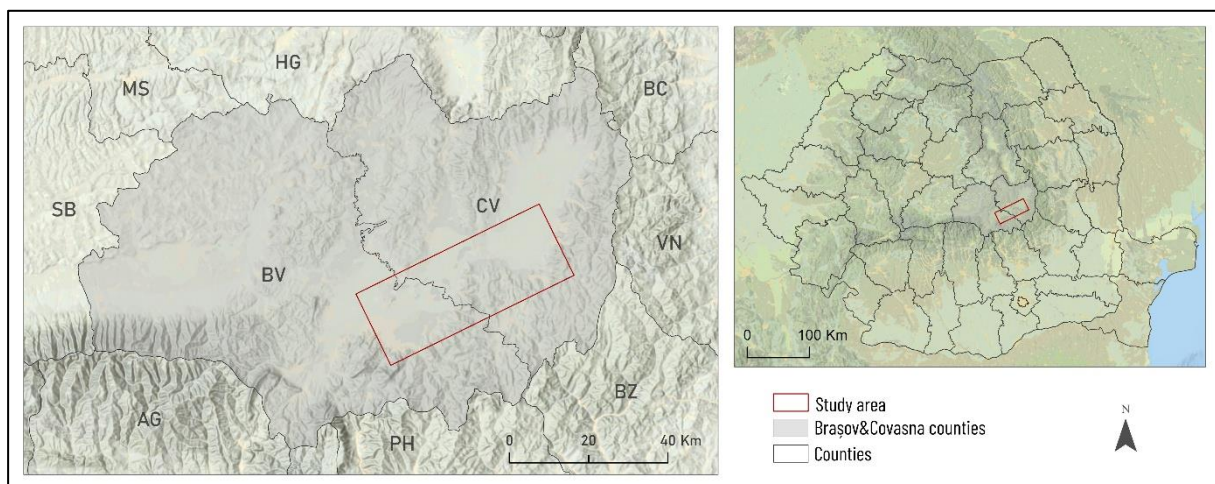 HG
MS
BC
SB
CV
VN
BV
BZ
AG
PH
0 20 40 Km
0 100 Km
Study area
Brașov&Covasna counties
Counties
N